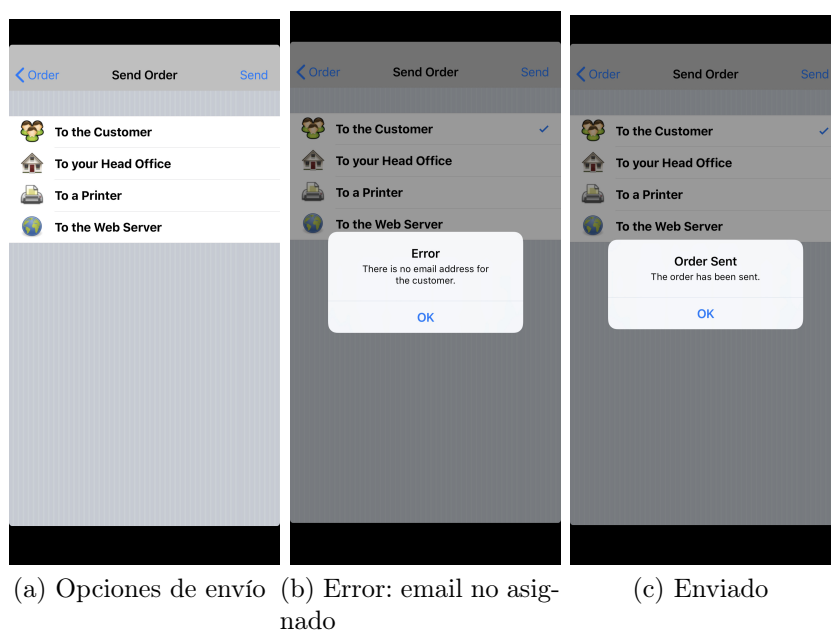 Order Send Order Send
To the Customer
To your Head Office
To a Printer
To the Web Server
(a) Opciones de envío
Order Send Order Send
To the Customer
To your Head Office
To a Printer
To the Web Server
Error
There is no email address for
the customer.
OK
(b) Error: email no asig-
nado
Order Send Order Send
To the Customer
To your Head Office
To a Printer
To the Web Server
Order Sent
The order has been sent.
OK
(c) Enviado